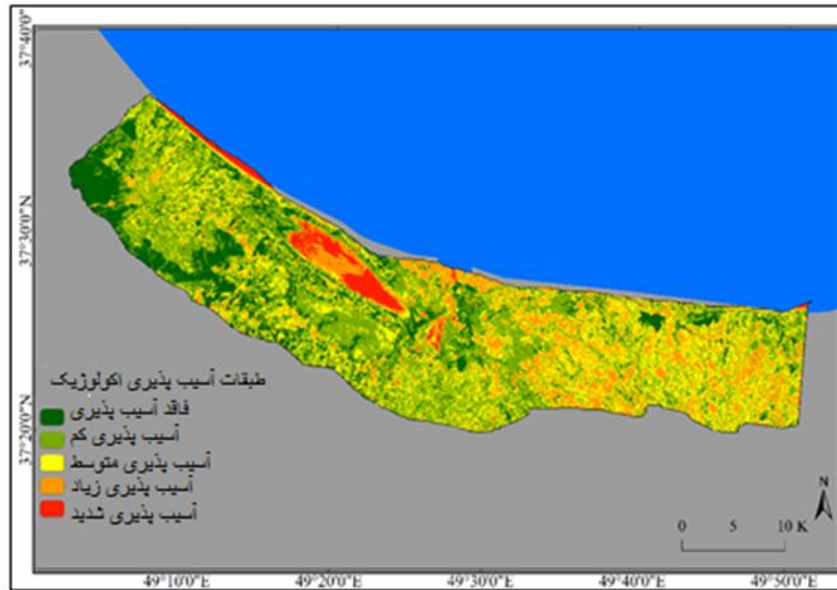 37°40'0"
37°30'0"N
37°20'0"N
طبقات آسیب پذیری اکولوژیک
فاقد آسیب پذیری
آسیب پذیری کم
آسیب پذیری متوسط
آسیب پذیری زیاد
آسیب پذیری شدید
N
0 5 10 K
49°10'0"E 49°20'0"E 49°30'0"E 49°40'0"E 49°50'0"E